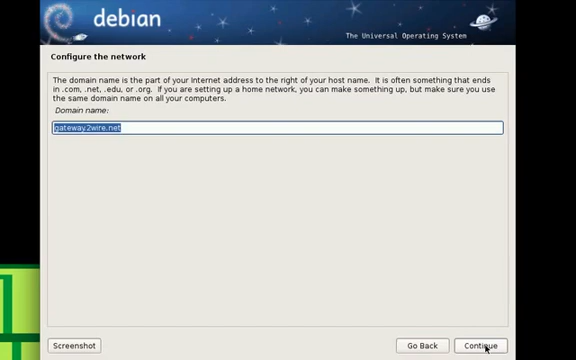 debian
The Universal Operating System
Configure the network
The domain name is the part of your Internet address to the right of your host name. It is often something that ends
in .com, .net, .edu, or .org. If you are setting up a home network, you can make something up, but make sure you use
the same domain name on all your computers.
Domain name:
gateway.2wire.net
Screenshot
Go Back
Continue